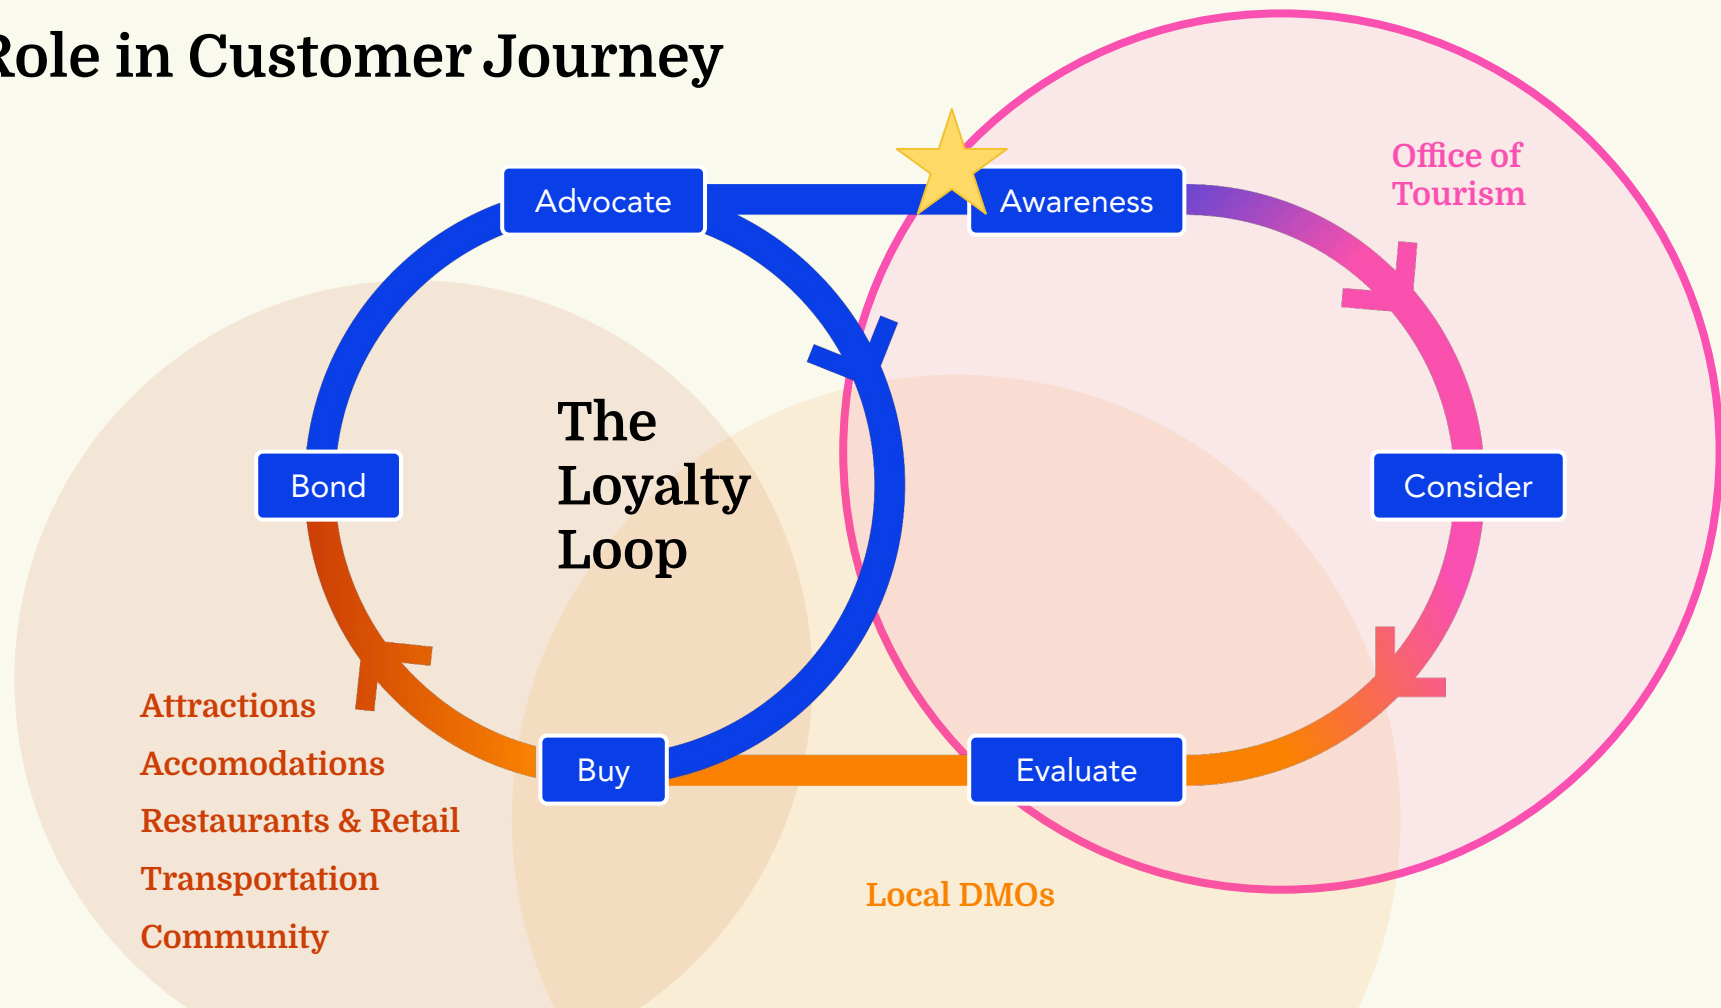 Role in Customer Journey
Office of
Tourism
Advocate
Awareness
The
Loyalty
Loop
Bond
Consider
Attractions
Accomodations
Restaurants & Retail
Transportation
Community
Buy
Evaluate
Local DMOs